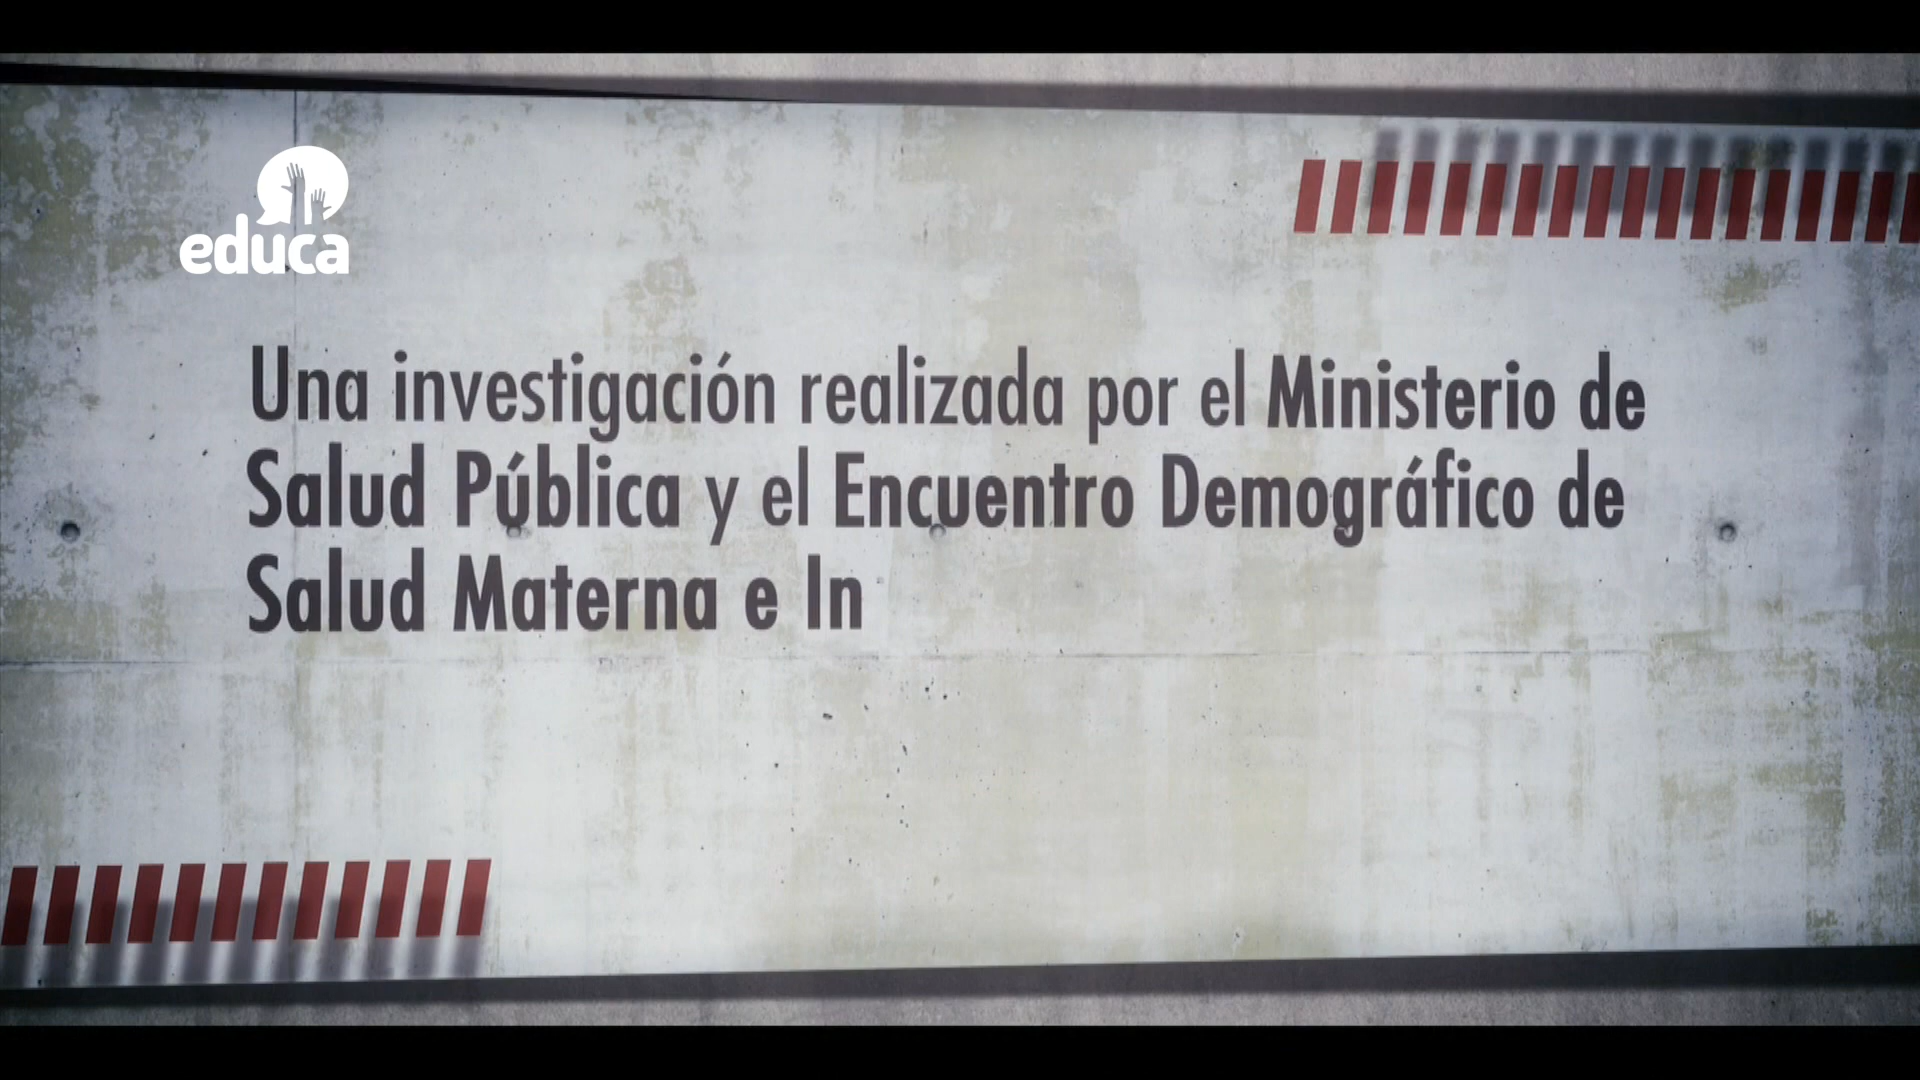 educa
Una investigación realizada por el Ministerio de
Salud Pública y el Encuentro Demográfico de
Salud Materna e In